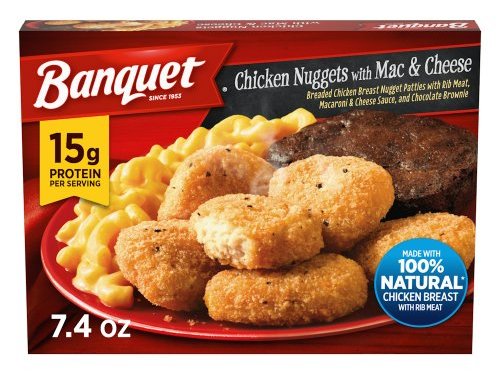 Banquet
SINCE 1953
Chicken Nuggets with Mac & Cheese
Breaded Chicken Breast Nugget Patties with Rib Meat,
Macaroni & Cheese Sauce, and Chocolate Brownie
15g
PROTEIN
PER SERVING
MADE WITH
100%
NATURAL*
CHICKEN BREAST
WITH RIB MEAT
7.4 oz